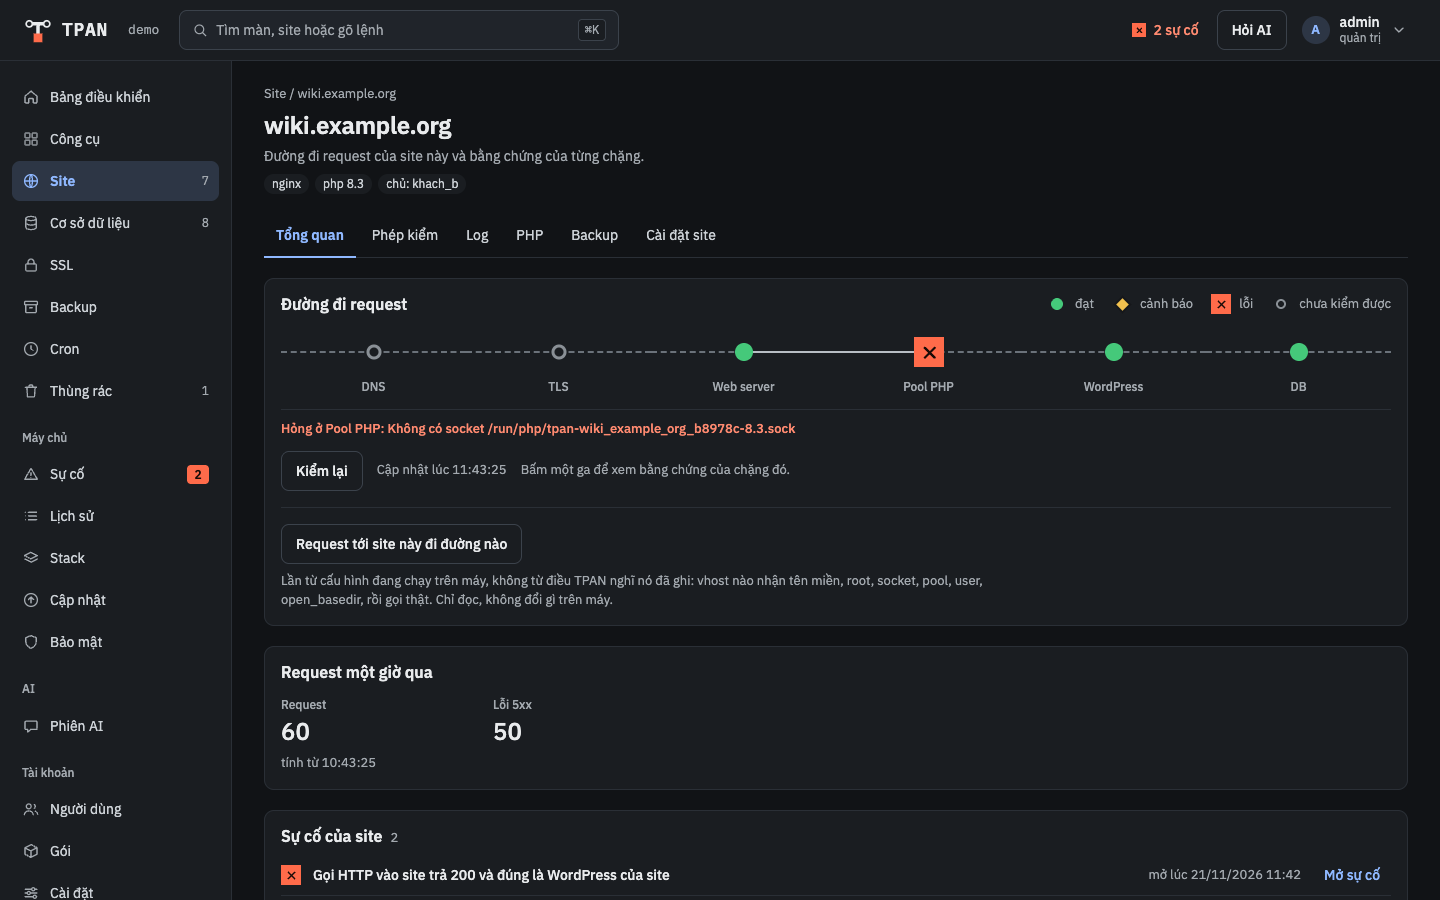 TPAN
demo
Tìm màn, site hoặc gõ lệnh
⌘K
2 sự cố
Hỏi AI
A
admin
quản trị
Bảng điều khiển
Công cụ
Site 7
Cơ sở dữ liệu 8
SSL
Backup
Cron
Thùng rác 1
Máy chủ
Sự cố 2
Lịch sử
Stack
Cập nhật
Bảo mật
AI
Phiên AI
Tài khoản
Người dùng
Gói
Cài đặt
Site / wiki.example.org
wiki.example.org
Đường đi request của site này và bằng chứng của từng chặng.
nginx php 8.3 chủ: khach_b
Tổng quan Phép kiểm Log PHP Backup Cài đặt site
Đường đi request
đạt cảnh báo lỗi chưa kiểm được
DNS TLS Web server Pool PHP WordPress DB
Hỏng ở Pool PHP: Không có socket /run/php/tpan-wiki_example_org_b8978c-8.3.sock
Kiểm lại Cập nhật lúc 11:43:25 Bấm một ga để xem bằng chứng của chặng đó.
Request tới site này đi đường nào
Lần từ cấu hình đang chạy trên máy, không từ điều TPAN nghĩ nó đã ghi: vhost nào nhận tên miền, root, socket, pool, user,
open_basedir, rồi gọi thật. Chỉ đọc, không đổi gì trên máy.
Request một giờ qua
Request Lỗi 5xx
60 50
tính từ 10:43:25
Sự cố của site 2
Gọi HTTP vào site trả 200 và đúng là WordPress của site mở lúc 21/11/2026 11:42 Mở sự cố